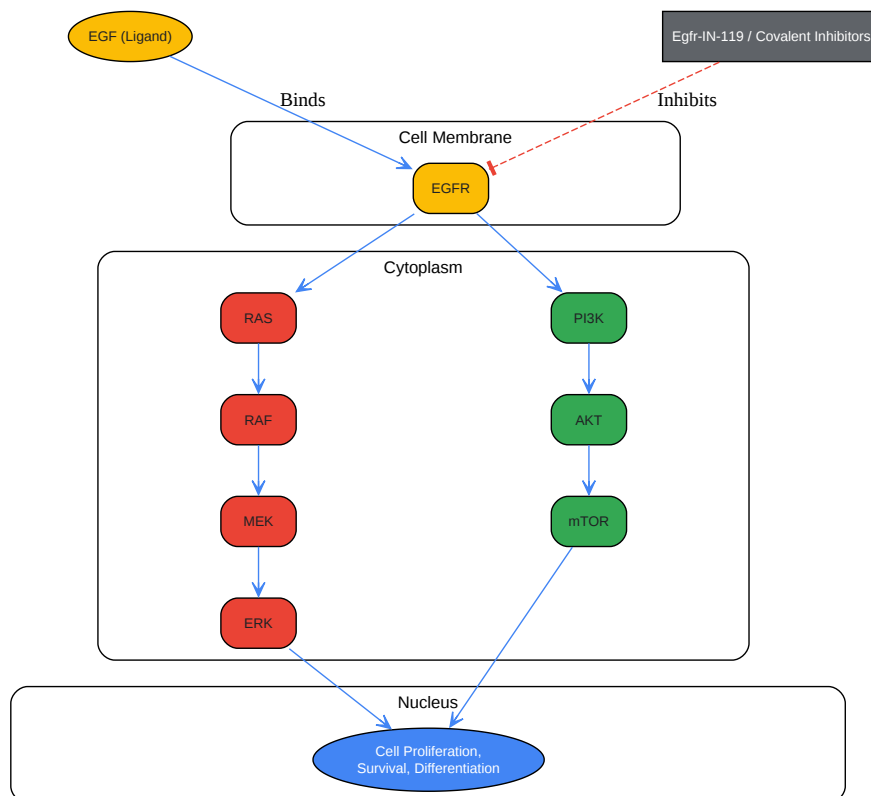 EGF (Ligand)
Egfr-IN-119 / Covalent Inhibitors
Binds
Inhibits
Cell Membrane
EGFR
Cytoplasm
RAS
PI3K
RAF
AKT
MEK
mTOR
ERK
Nucleus
Cell Proliferation,
Survival, Differentiation